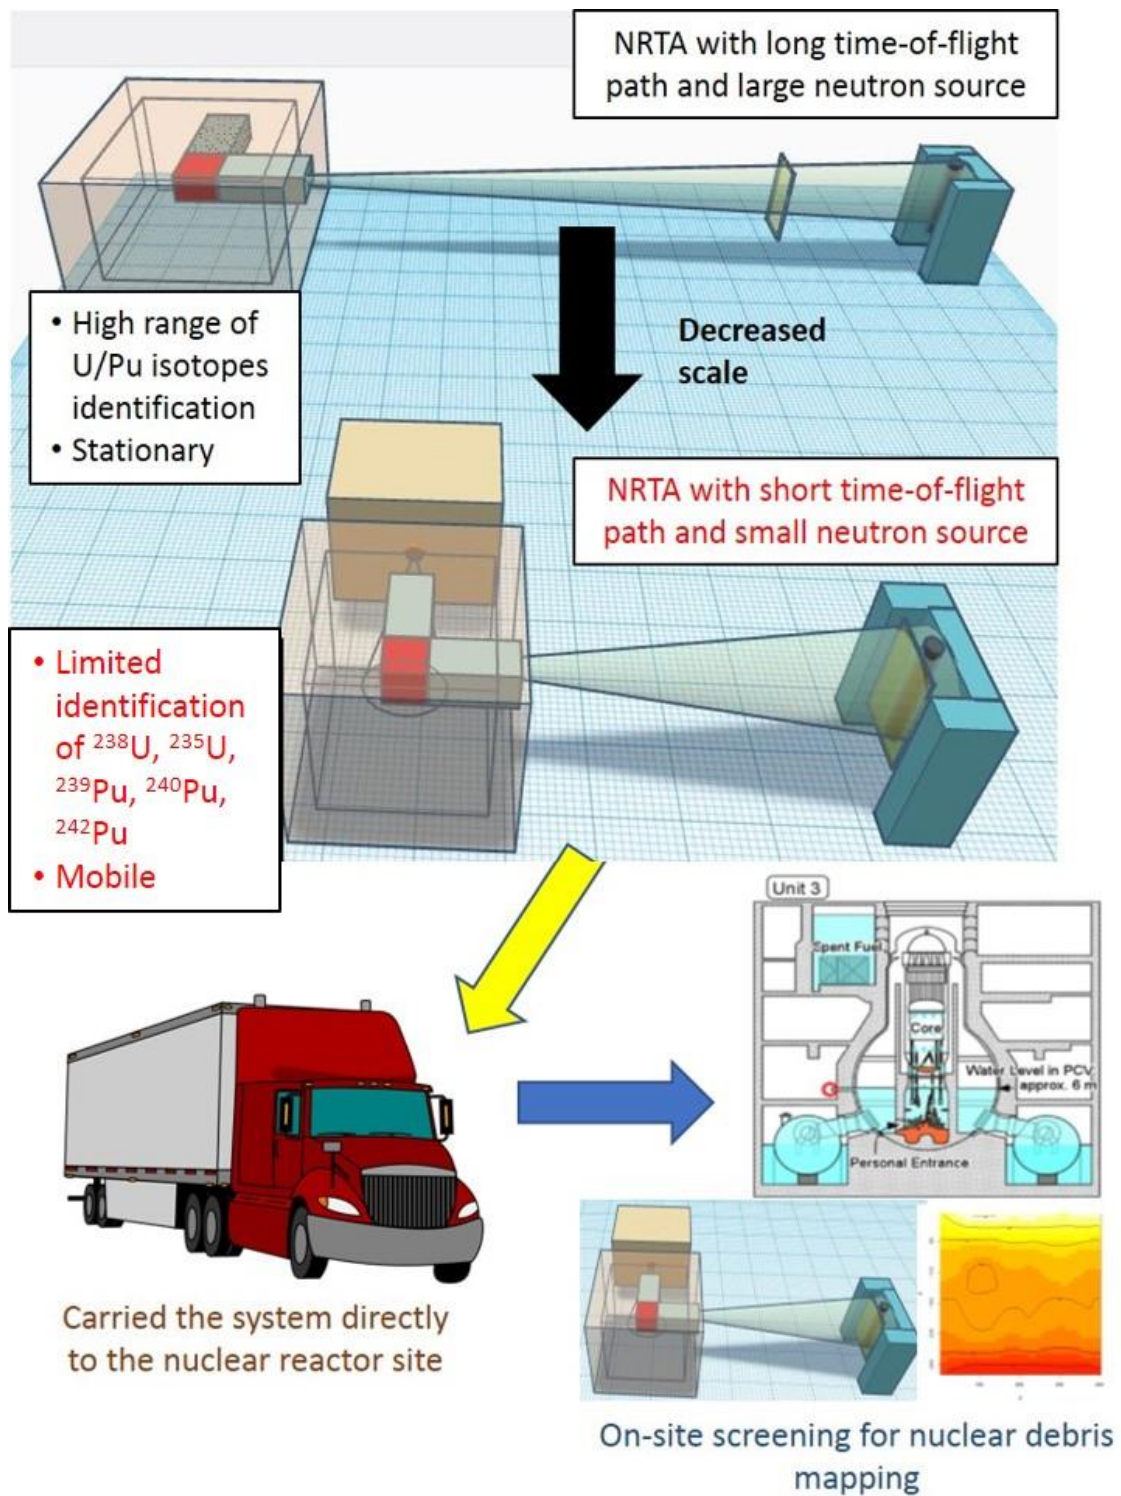 NRTA with long time-of-flight
path and large neutron source
• High range of
U/Pu isotopes
identification
• Stationary
Decreased
scale
NRTA with short time-of-flight
path and small neutron source
• Limited
identification
of ²³⁸U, ²³⁵U,
²³⁹Pu, ²⁴⁰Pu,
²⁴²Pu
• Mobile
Unit 3
Spent Fuel
Core
Water Level in PCV
approx. 6 m
Personal Entrance
Carried the system directly
to the nuclear reactor site
On-site screening for nuclear debris
mapping